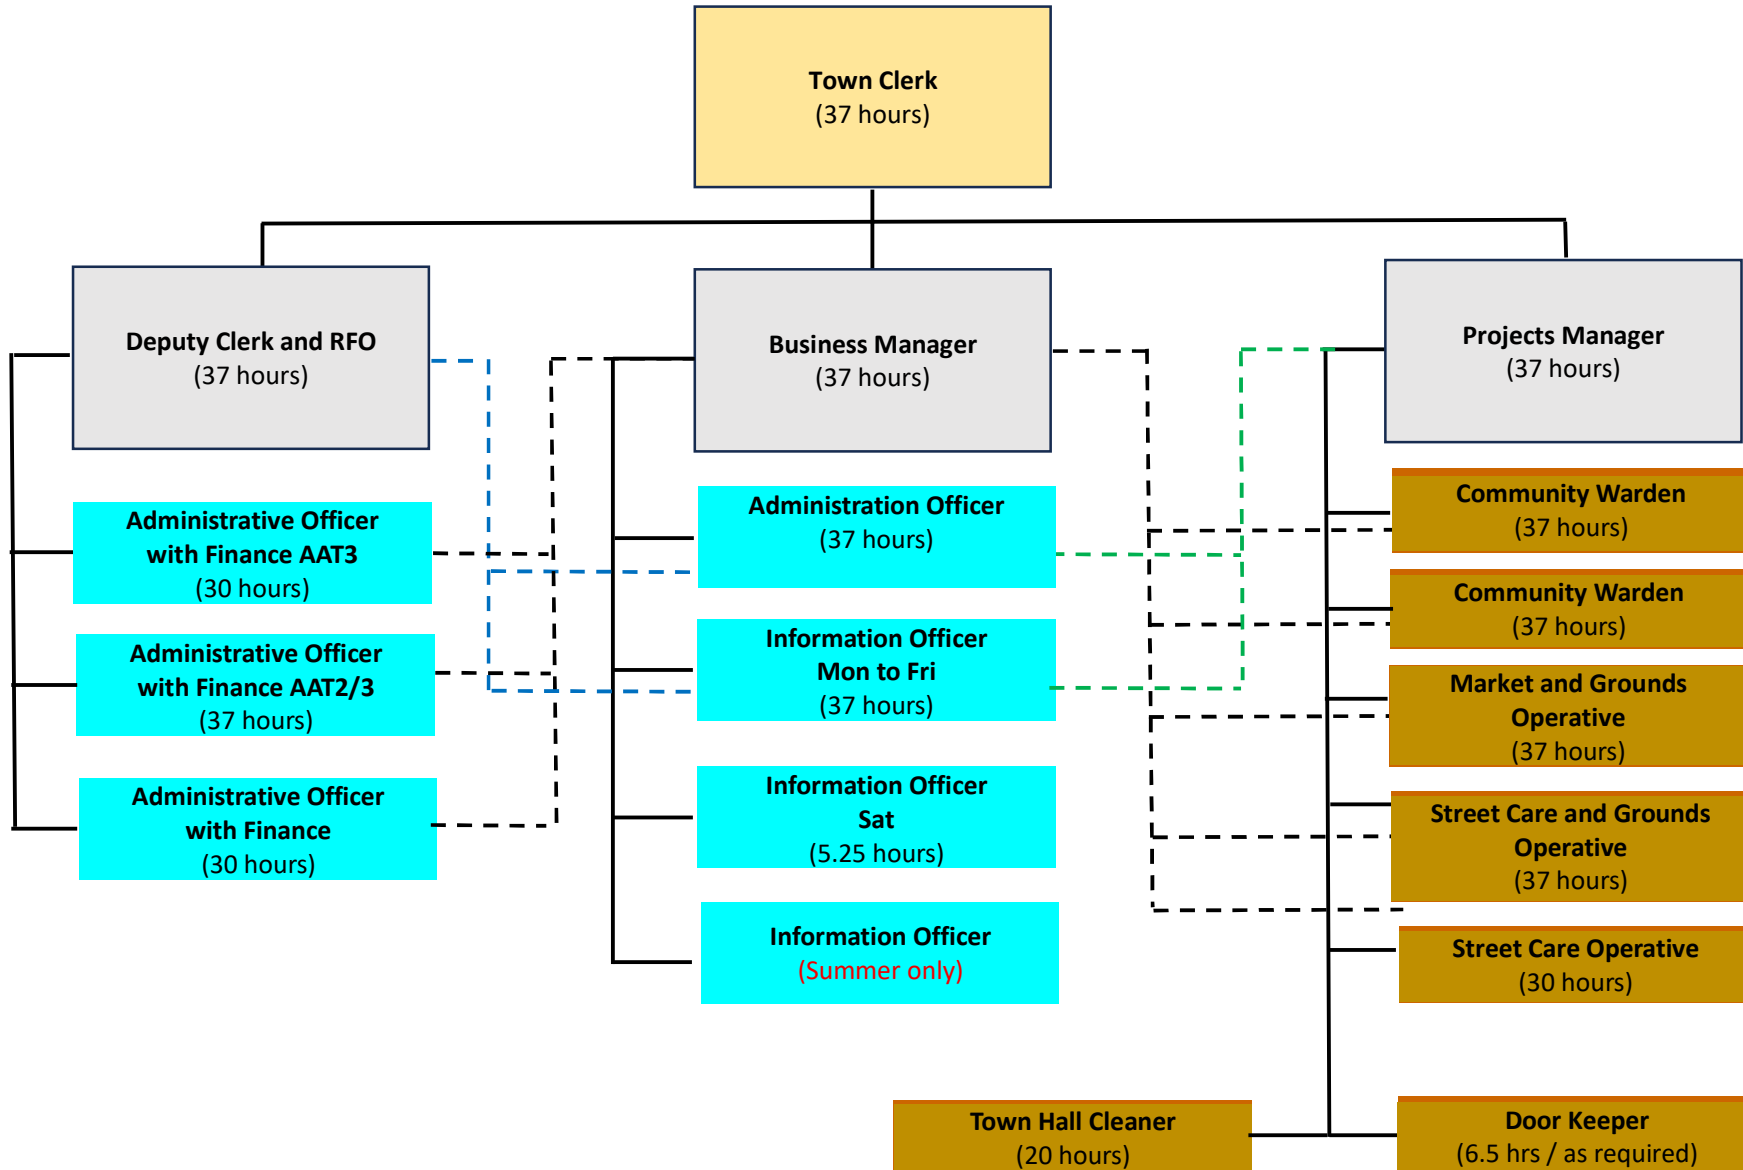 Town Clerk
(37 hours)
Deputy Clerk and RFO
(37 hours)
Business Manager
(37 hours)
Projects Manager
(37 hours)
Administrative Officer
with Finance AAT3
(30 hours)
Administrative Officer
with Finance AAT2/3
(37 hours)
Administrative Officer
with Finance
(30 hours)
Administration Officer
(37 hours)
Information Officer
Mon to Fri
(37 hours)
Information Officer
Sat
(5.25 hours)
Information Officer
(Summer only)
Community Warden
(37 hours)
Community Warden
(37 hours)
Market and Grounds
Operative
(37 hours)
Street Care and Grounds
Operative
(37 hours)
Street Care Operative
(30 hours)
Town Hall Cleaner
(20 hours)
Door Keeper
(6.5 hrs / as required)